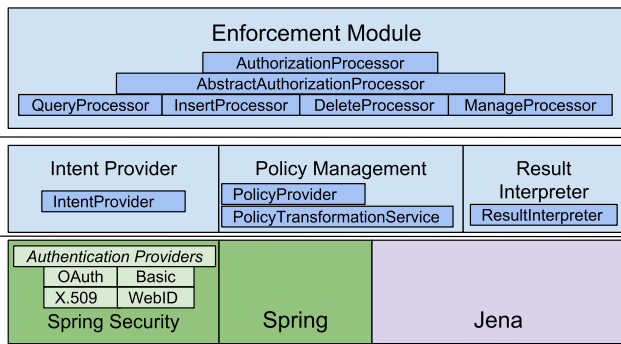 Enforcement Module
AuthorizationProcessor
AbstractAuthorizationProcessor
QueryProcessor InsertProcessor DeleteProcessor ManageProcessor
Intent Provider
IntentProvider
Policy Management
PolicyProvider
PolicyTransformationService
Result
Interpreter
ResultInterpreter
Authentication Providers
OAuth Basic
X.509 WebID
Spring Security
Spring
Jena